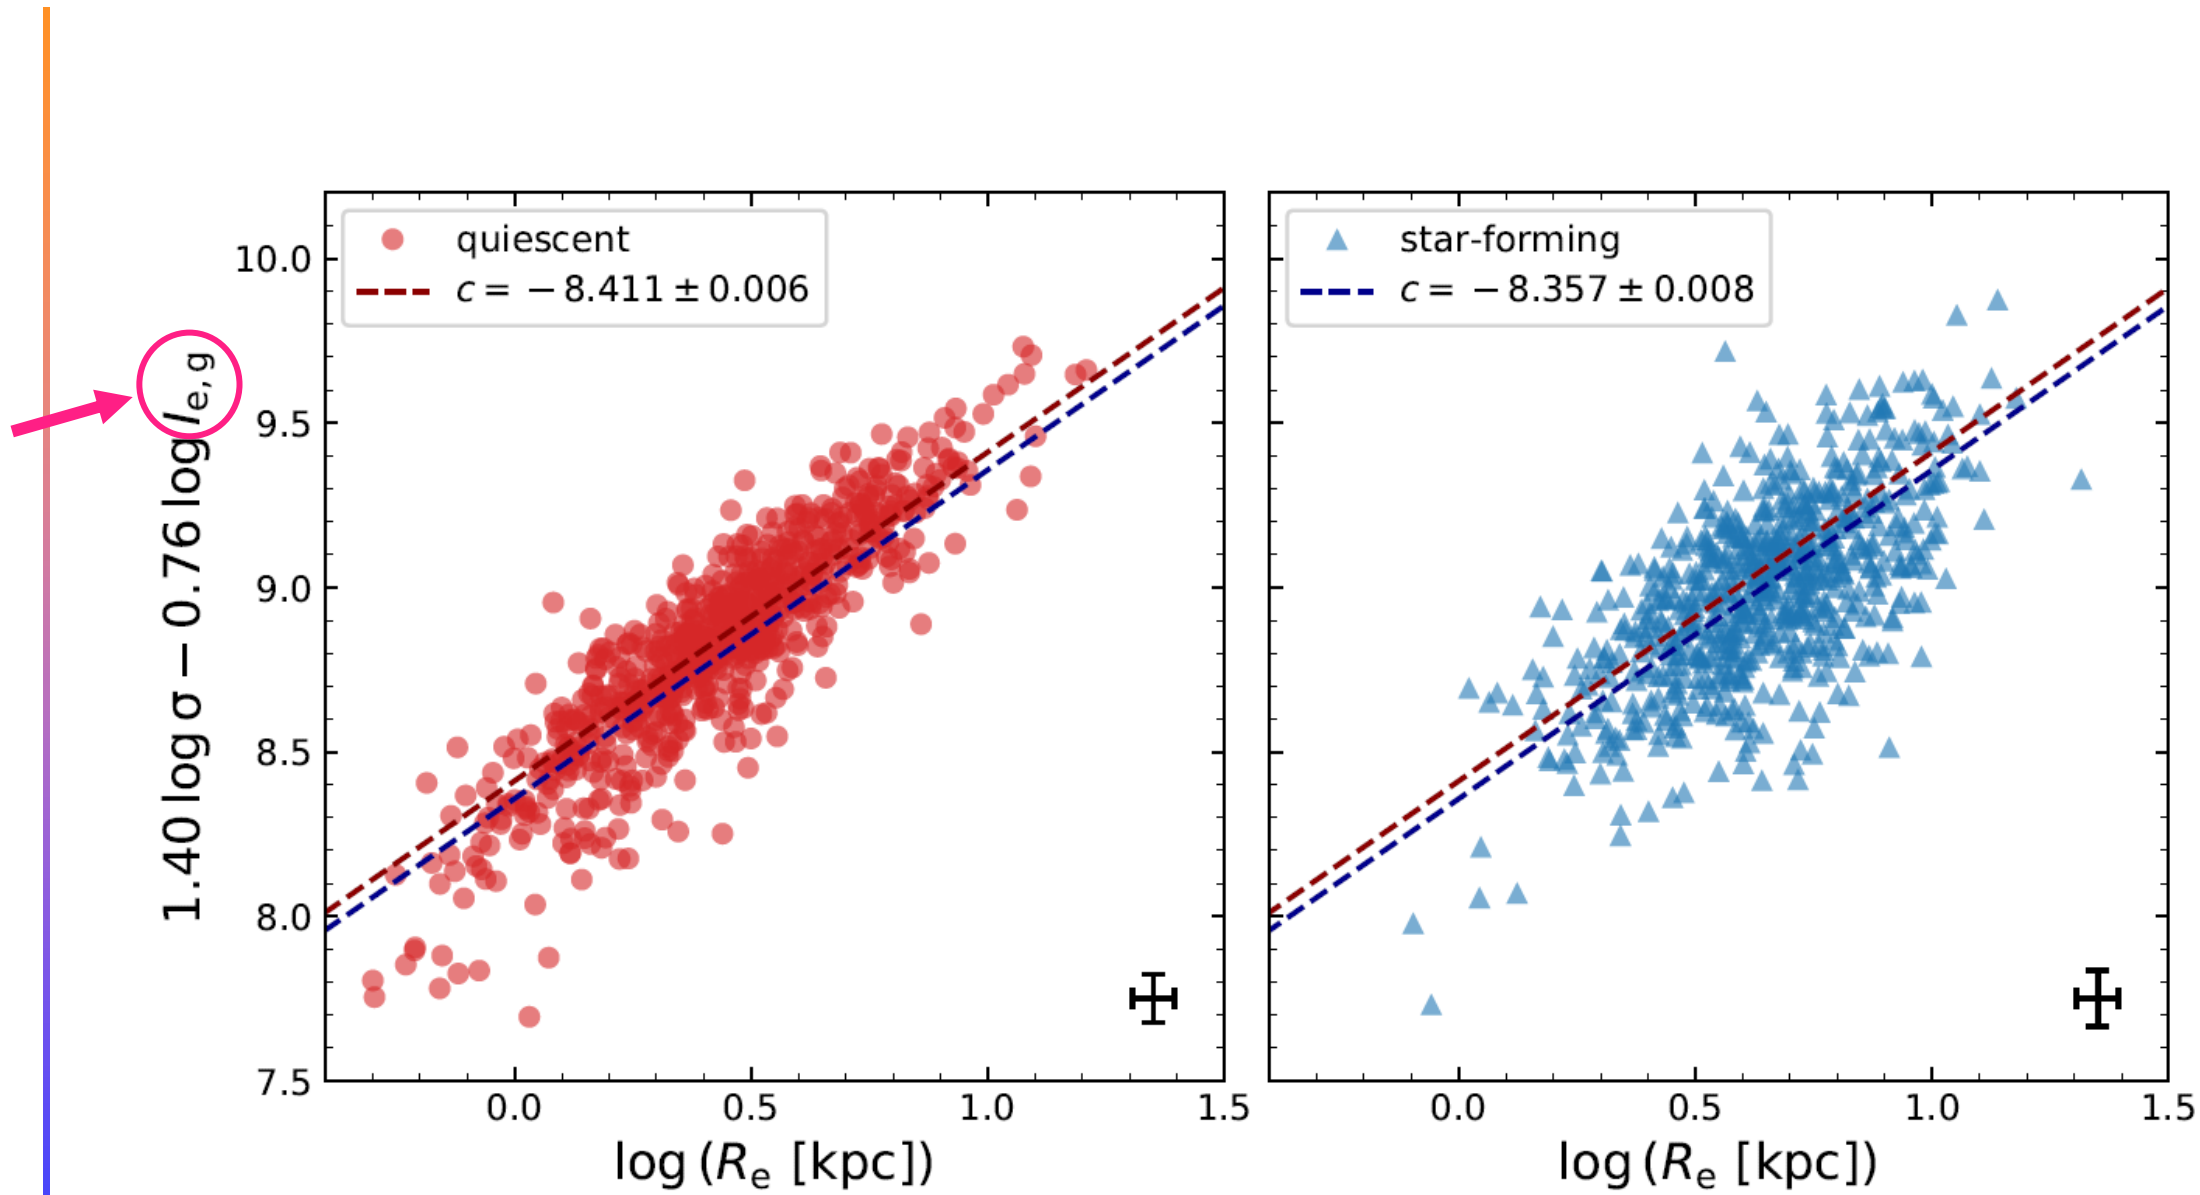 1.40 log σ − 0.76 log I_e, g
quiescent
c = −8.411 ± 0.006
10.0
9.5
9.0
8.5
8.0
7.5
0.0 0.5 1.0 1.5
log (R_e [kpc])
star-forming
c = −8.357 ± 0.008
0.0 0.5 1.0 1.5
log (R_e [kpc])